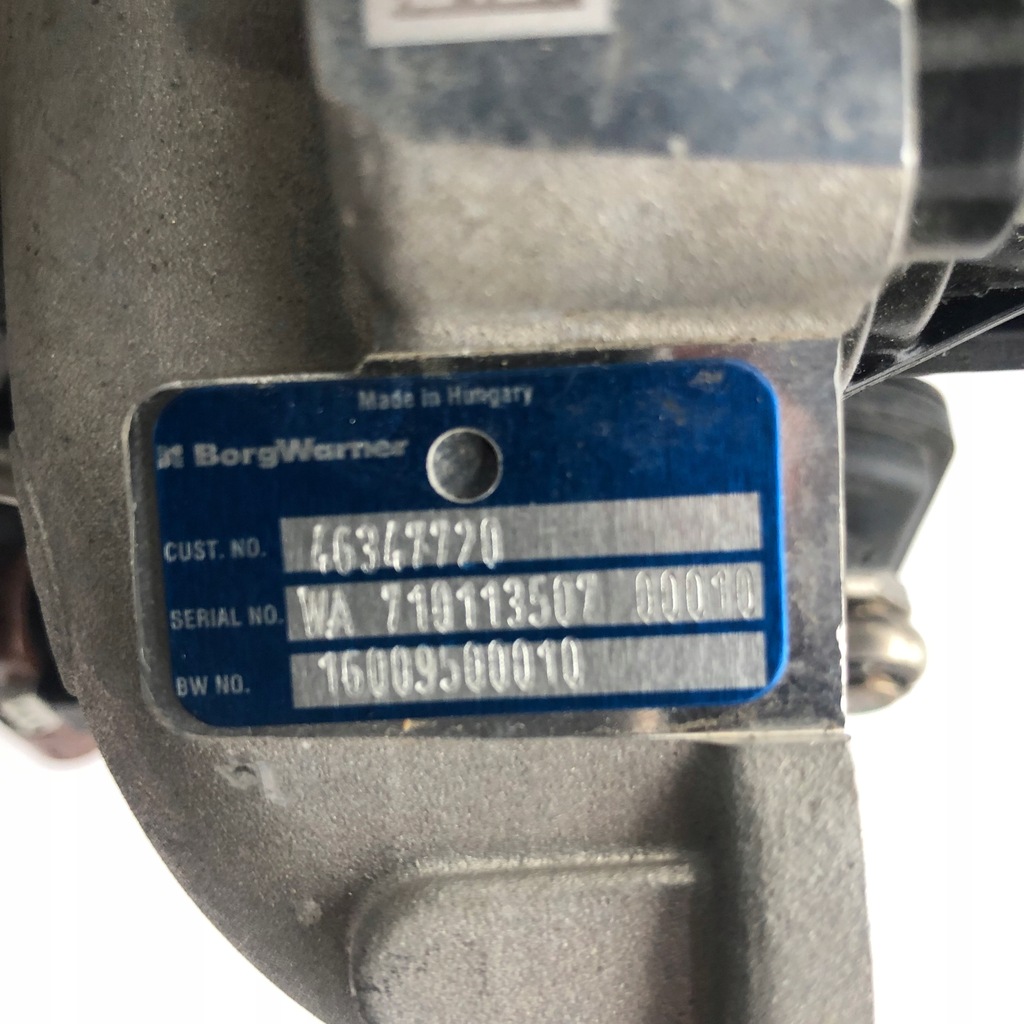 Made in Hungary
BorgWarner
CUST. NO. 46347720
SERIAL NO. WA 710113507 00010
BW NO. 16009500010